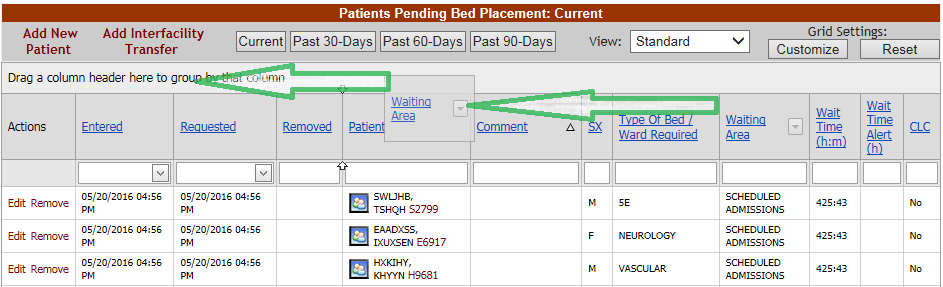 Patients Pending Bed Placement: Current
Add New Patient
Add Interfacility Transfer
Current
Past 30-Days
Past 60-Days
Past 90-Days
View:
Standard
Grid Settings:
Customize
Reset
Drag a column header here to group by that column
Waiting Area
Actions
Entered
Requested
Removed
Patient
Comment
SX
Type Of Bed / Ward Required
Waiting Area
Wait Time (h:m)
Wait Time Alert (h)
CLC
Edit Remove 05/20/2016 04:56 PM 05/20/2016 04:56 PM SWLJHB, TSHQH S2799 M 5E SCHEDULED ADMISSIONS 425:43 No
Edit Remove 05/20/2016 04:56 PM 05/20/2016 04:56 PM EAADXSS, IXUXSEN E6917 F NEUROLOGY SCHEDULED ADMISSIONS 425:43 No
Edit Remove 05/20/2016 04:56 PM 05/20/2016 04:56 PM HXKIHY, KHYYN H9681 M VASCULAR SCHEDULED ADMISSIONS 425:43 No